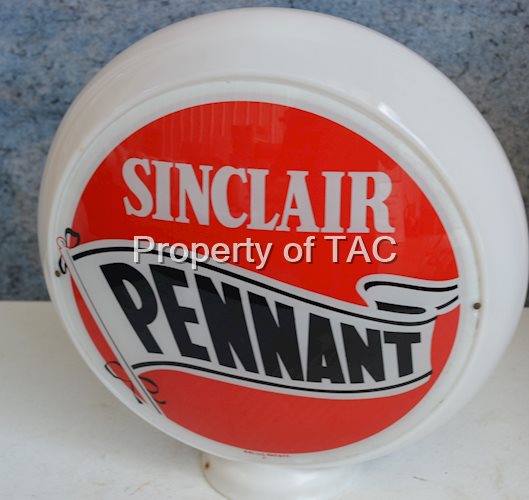 SINCLAIR
Property of TAC
PENNANT